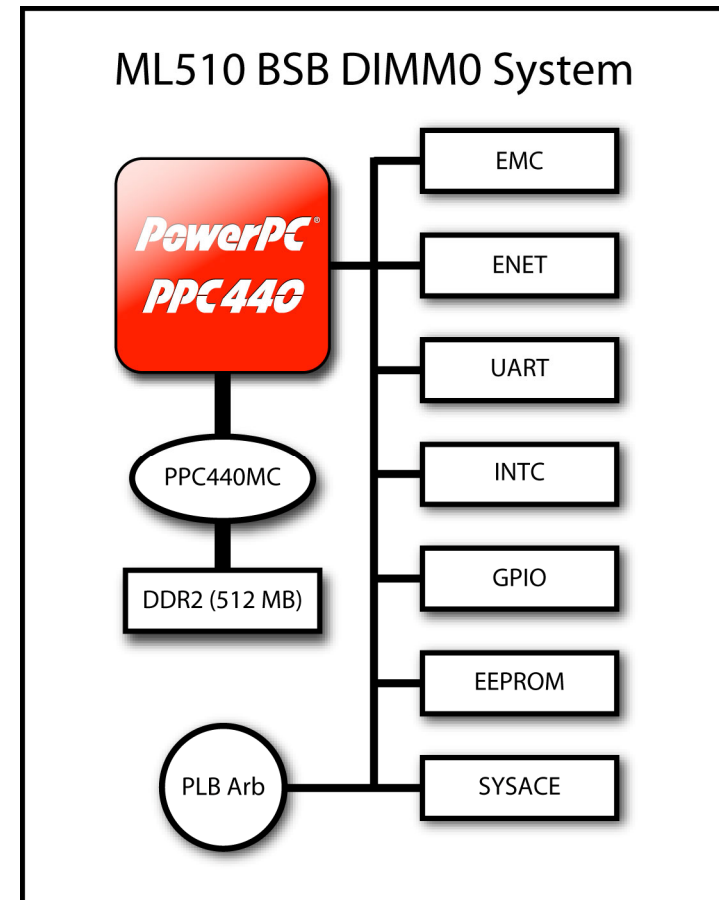 ML510 BSB DIMM0 System
PowerPC®
PPC440
PPC440MC
DDR2 (512 MB)
PLB Arb
EMC
ENET
UART
INTC
GPIO
EEPROM
SYSACE